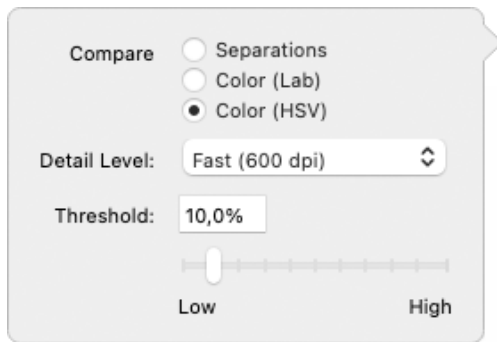 Compare Separations
Color (Lab)
Color (HSV)
Detail Level: Fast (600 dpi)
Threshold: 10,0%
Low High